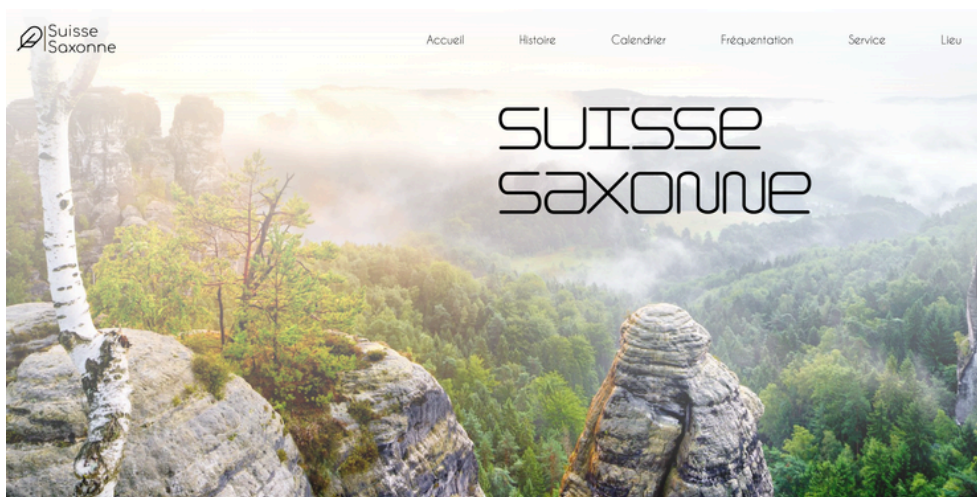 Suisse
Saxonne
Accueil Histoire Calendrier Fréquentation Service Lieu
SUISSE
SAXONNE